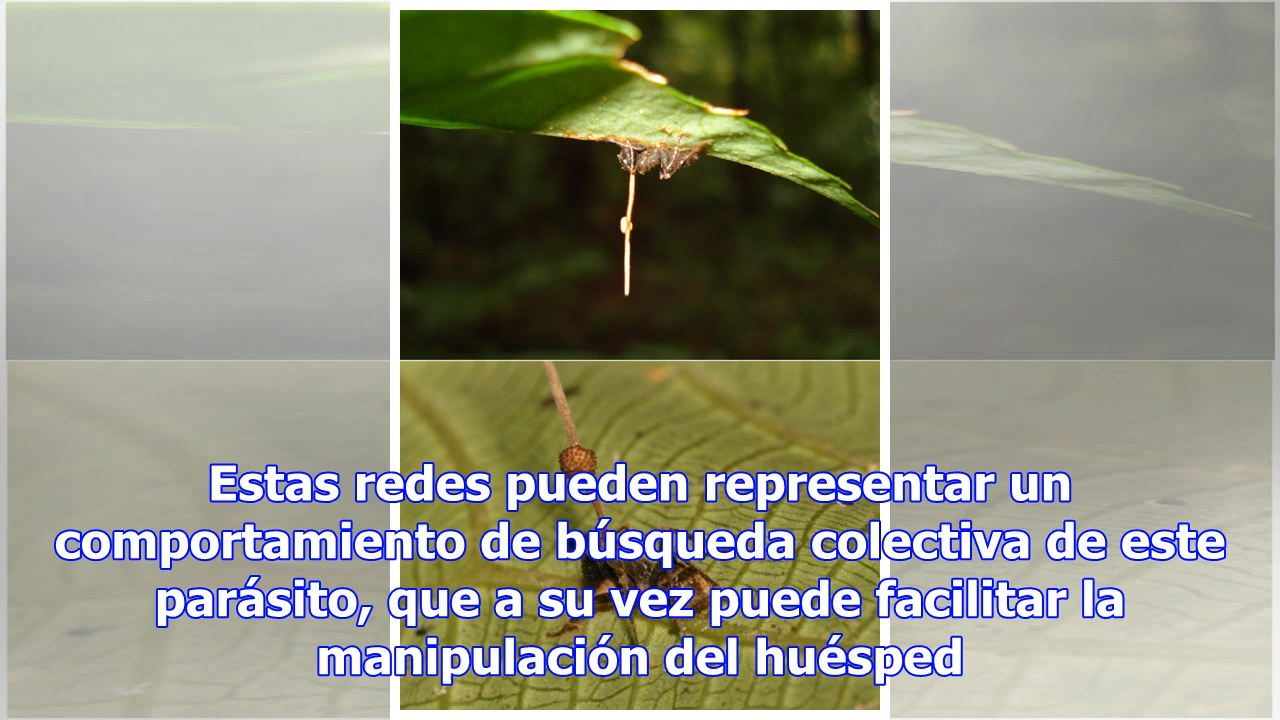 Estas redes pueden representar un
comportamiento de búsqueda colectiva de este
parásito, que a su vez puede facilitar la
manipulación del huésped